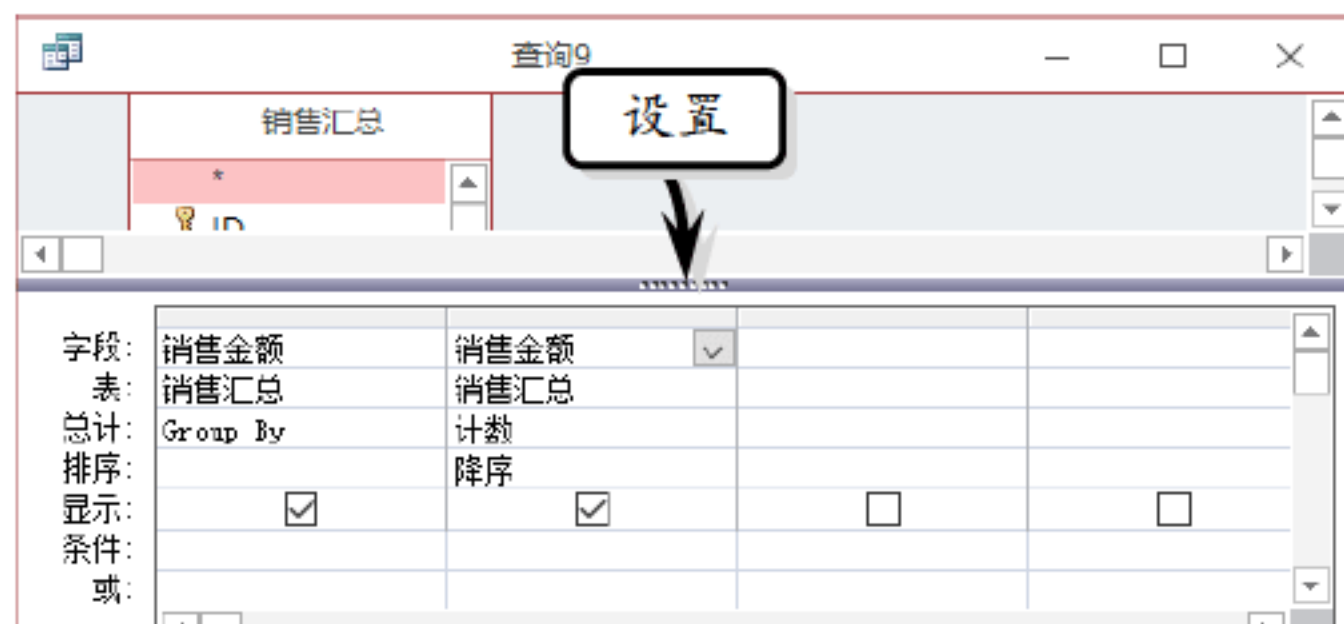 查询9
设置
销售汇总
*
ID
字段: 销售金额 销售金额
表: 销售汇总 销售汇总
总计: Group By 计数
排序: 降序
显示:
条件:
或: